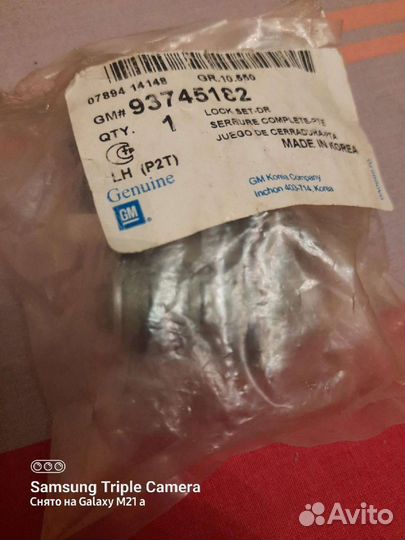 07894 14148 GR.10.550
GM# 93745182
QTY. 1
LOCK SET-DR
SERRURE COMPLETE-PTE
JUEGO DE CERRADURA PTA
MADE IN KOREA
LH (P2T)
Genuine
GM
GM Korea Company
Inchon 403-714, Korea
Samsung Triple Camera
Снято на Galaxy M21 а
Avito